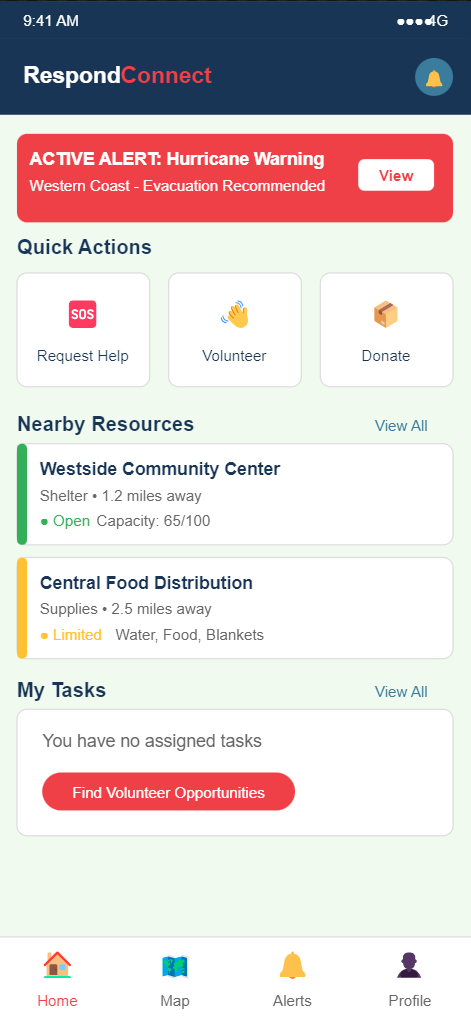 9:41 AM
●●●● 4G
RespondConnect
ACTIVE ALERT: Hurricane Warning
Western Coast - Evacuation Recommended
View
Quick Actions
SOS
Request Help
Volunteer
Donate
Nearby Resources
View All
Westside Community Center
Shelter • 1.2 miles away
● Open Capacity: 65/100
Central Food Distribution
Supplies • 2.5 miles away
● Limited Water, Food, Blankets
My Tasks
View All
You have no assigned tasks
Find Volunteer Opportunities
Home
Map
Alerts
Profile